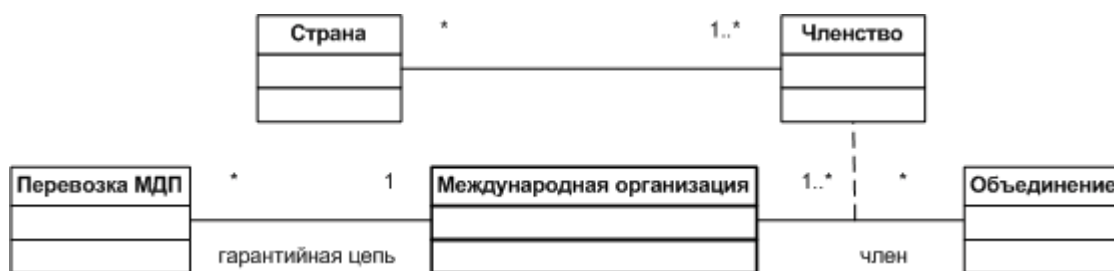 Страна * 1..* Членство
Перевозка МДП * 1 Международная организация 1..* * Объединение
гарантийная цепь член